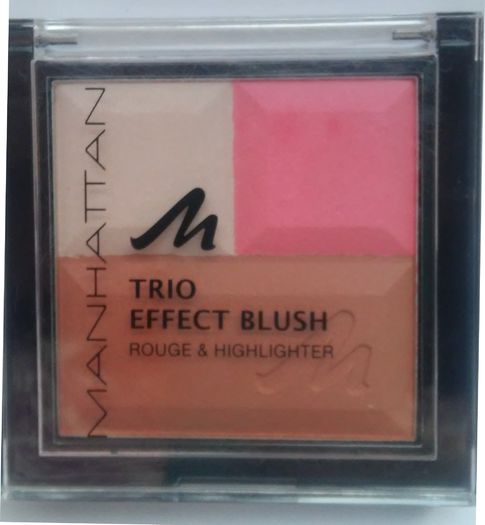 MANHATTAN
M
TRIO
EFFECT BLUSH
ROUGE & HIGHLIGHTER
M